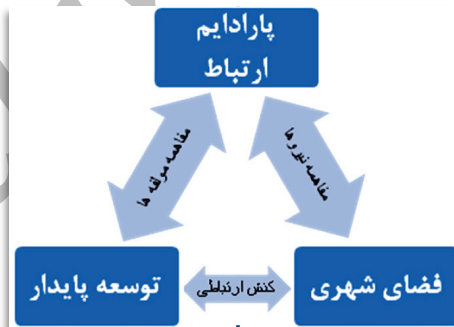 پارادایم
ارتباط
مفاهمه مولفه ها
مفاهمه نیروها
توسعه پایدار
کنش ارتباطی
فضای شهری